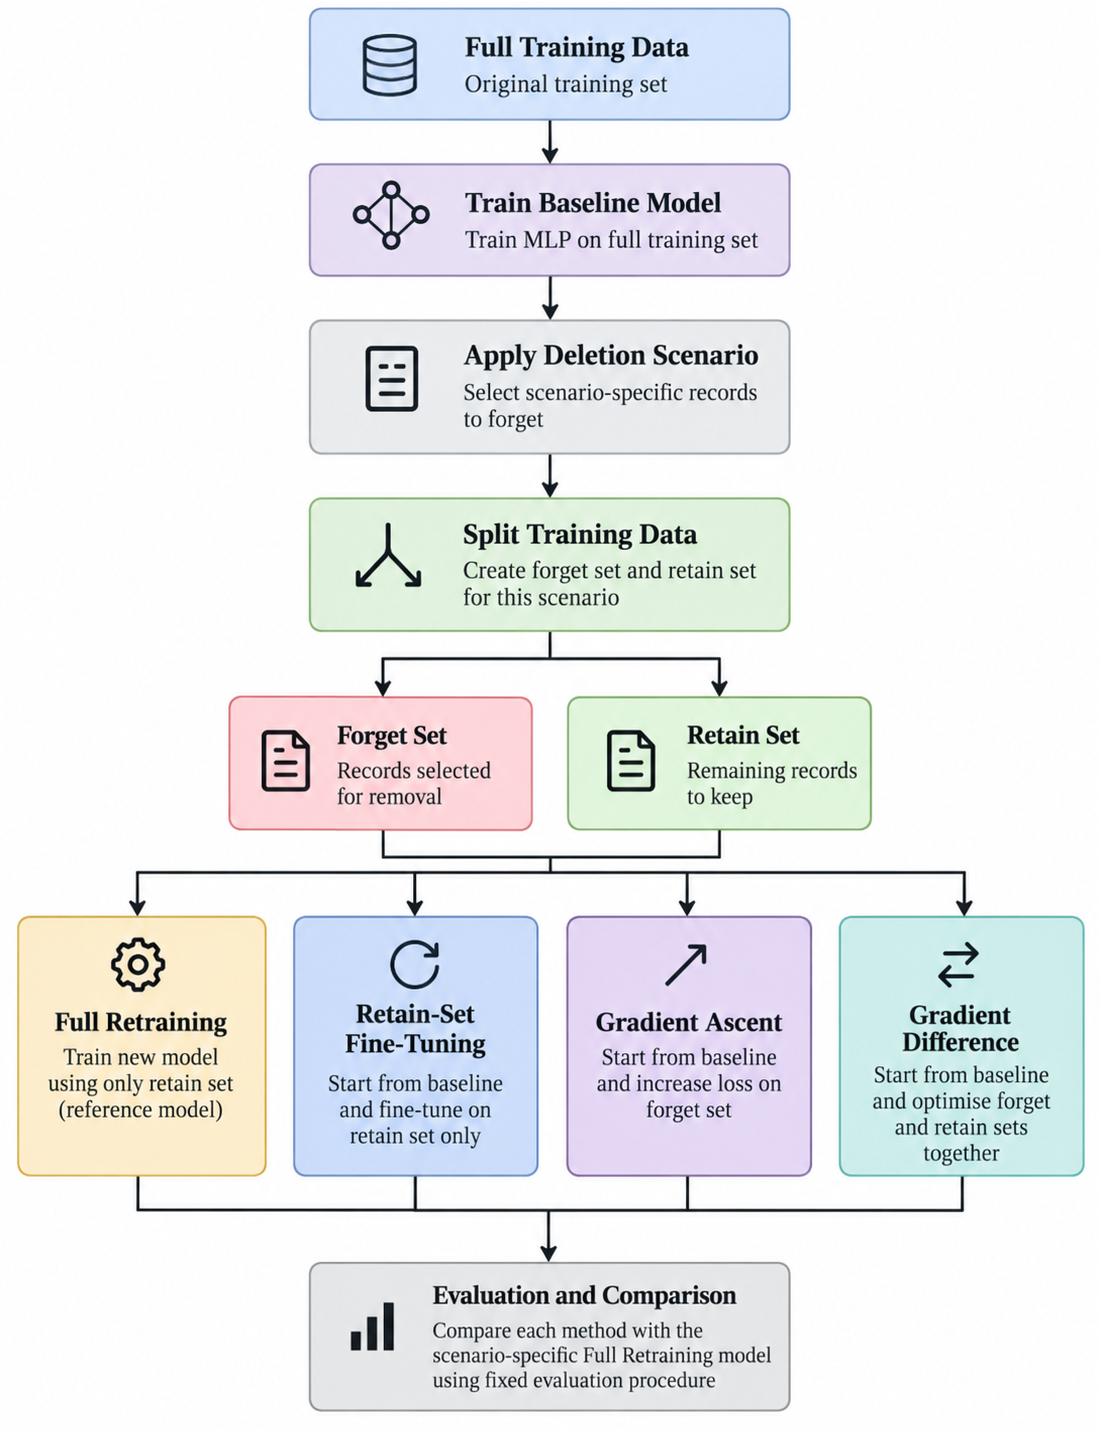 Full Training Data
Original training set
Train Baseline Model
Train MLP on full training set
Apply Deletion Scenario
Select scenario-specific records
to forget
Split Training Data
Create forget set and retain set
for this scenario
Forget Set
Records selected
for removal
Retain Set
Remaining records
to keep
Full Retraining
Train new model
using only retain set
(reference model)
Retain-Set
Fine-Tuning
Start from baseline
and fine-tune on
retain set only
Gradient Ascent
Start from baseline
and increase loss on
forget set
Gradient
Difference
Start from baseline
and optimise forget
and retain sets
together
Evaluation and Comparison
Compare each method with the
scenario-specific Full Retraining model
using fixed evaluation procedure